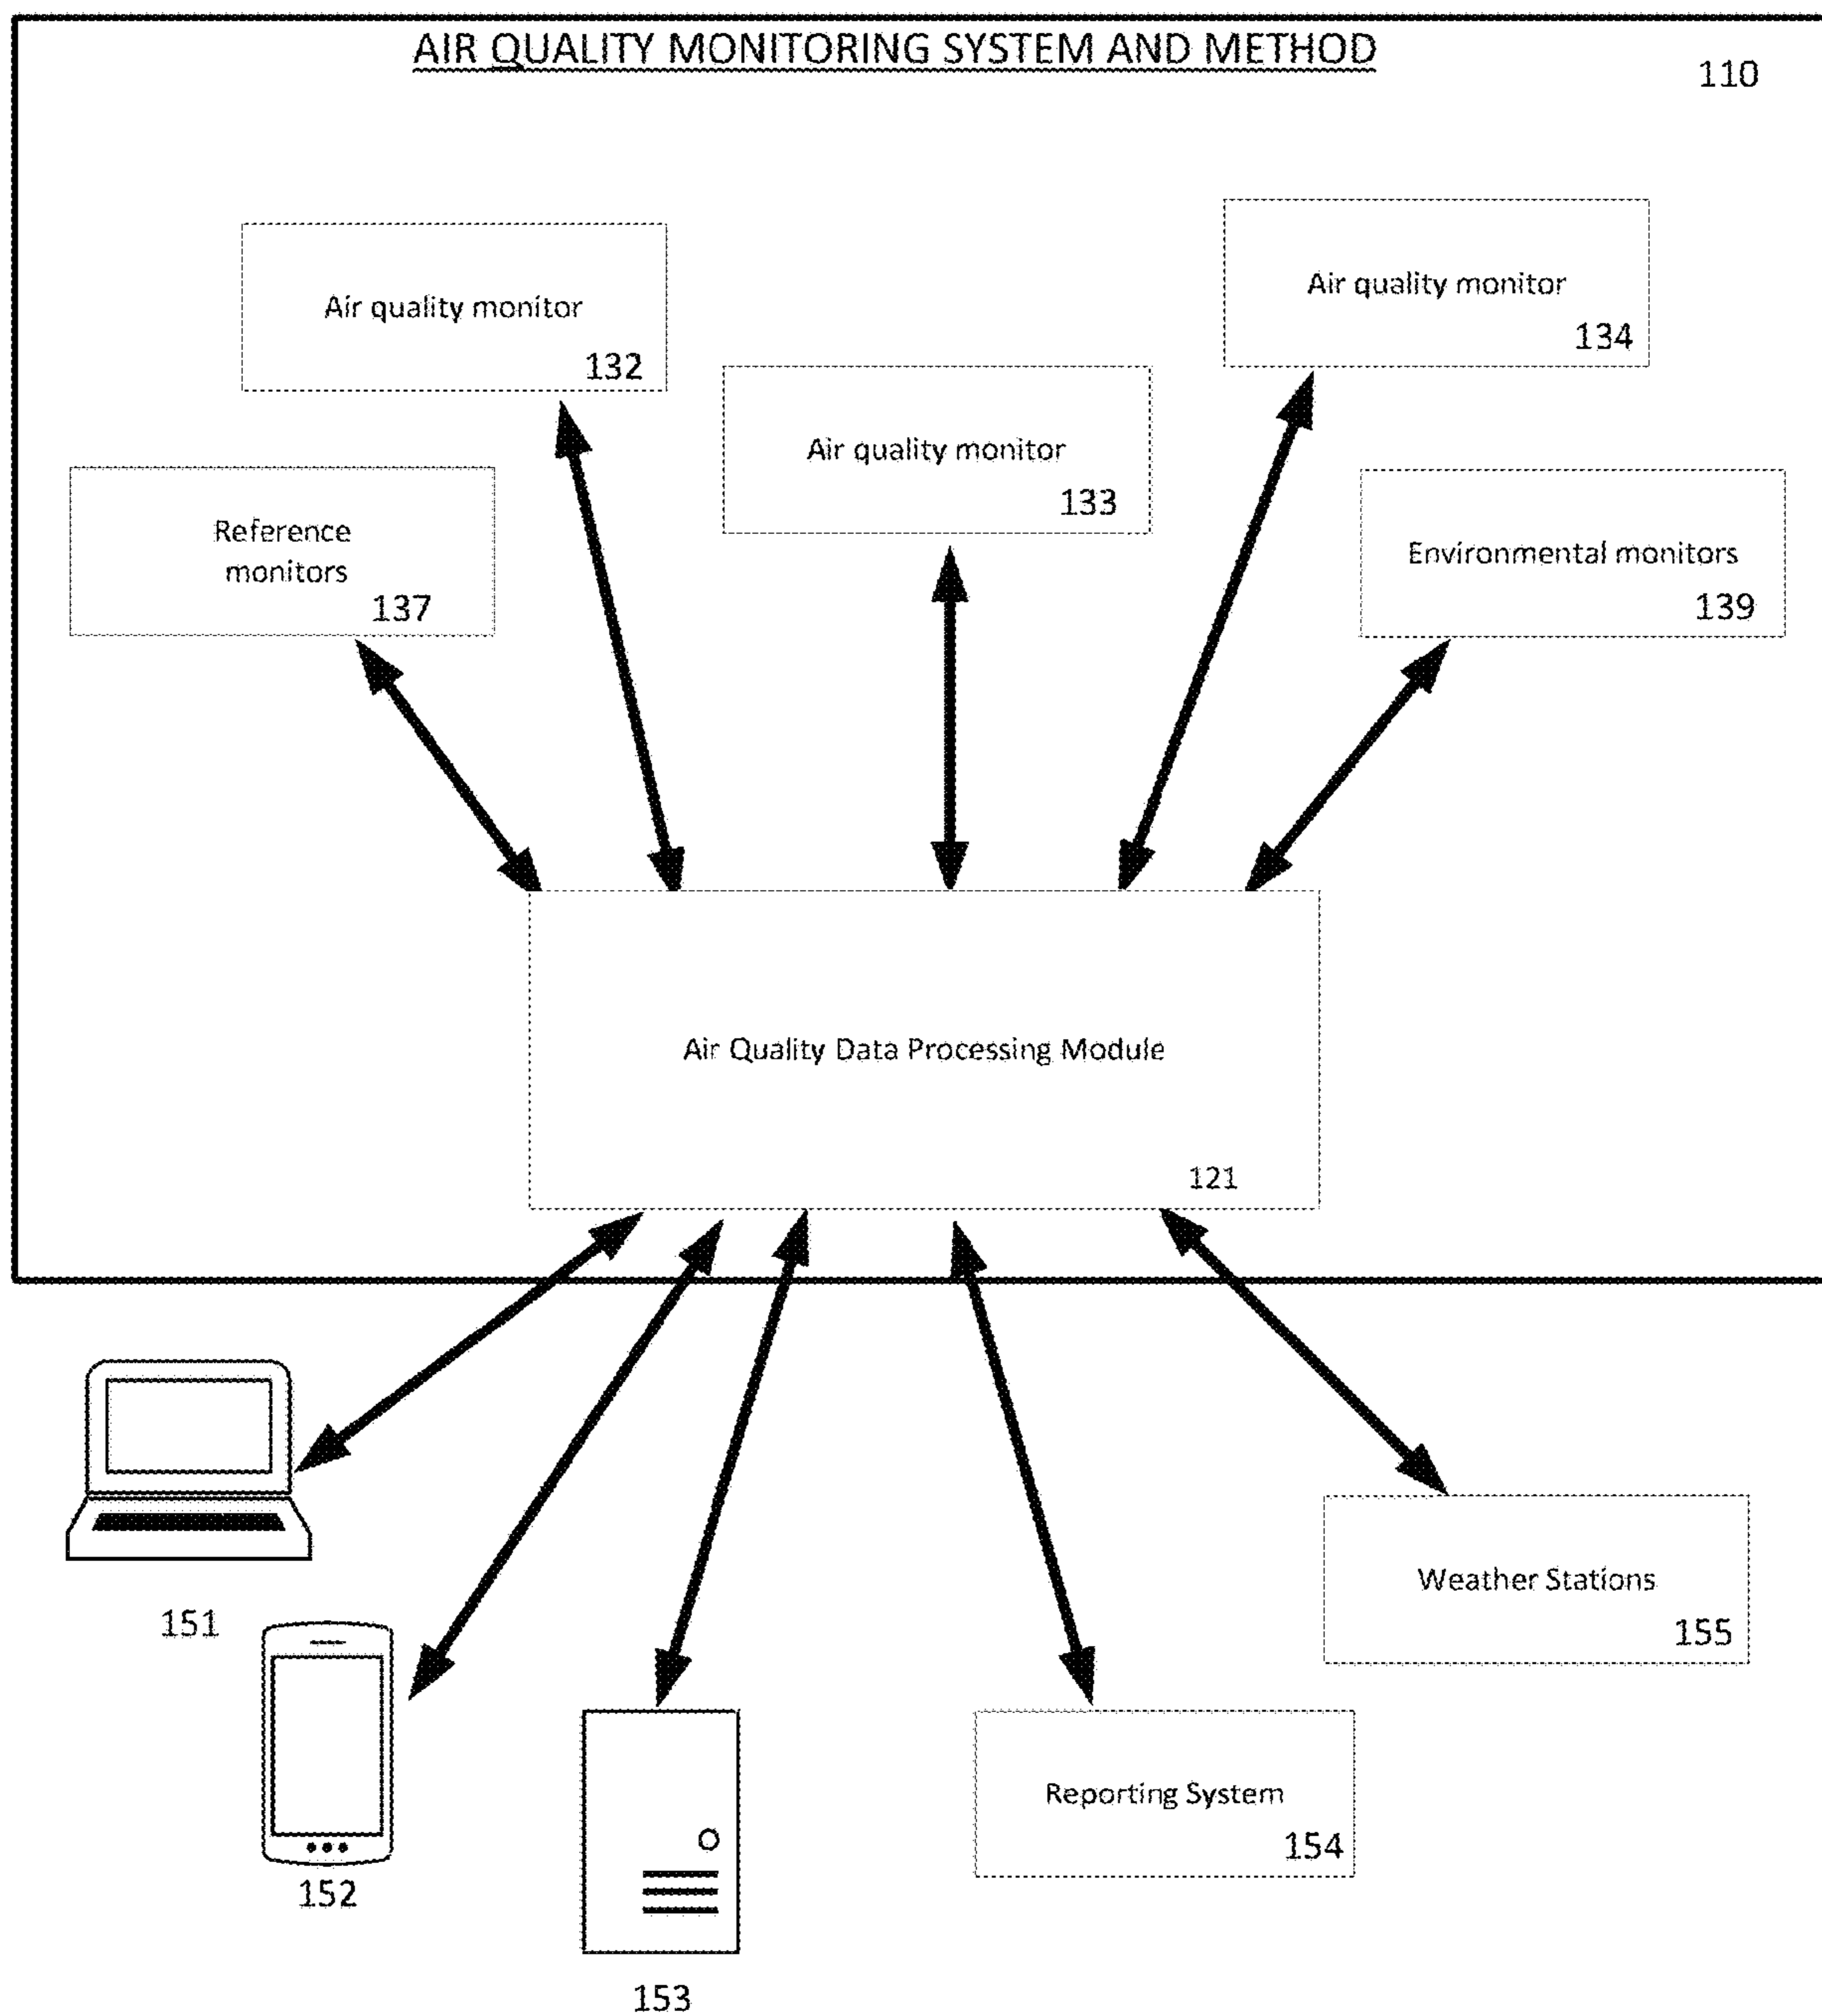 AIR QUALITY MONITORING SYSTEM AND METHOD
110
Air quality monitor
132
Air quality monitor
133
Air quality monitor
134
Reference
monitors
137
Environmental monitors
139
Air Quality Data Processing Module
121
151
152
153
Reporting System
154
Weather Stations
155